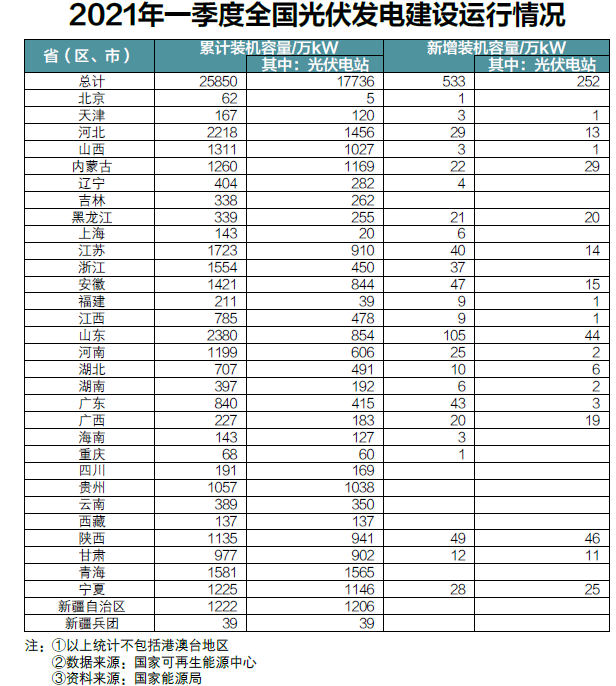 2021年一季度全国光伏发电建设运行情况
省（区、市） 累计装机容量/万kW 新增装机容量/万kW
其中：光伏电站 其中：光伏电站
总计 25850 17736 533 252
北京 62 5 1
天津 167 120 3 1
河北 2218 1456 29 13
山西 1311 1027 3 1
内蒙古 1260 1169 22 29
辽宁 404 282 4
吉林 338 262
黑龙江 339 255 21 20
上海 143 20 6
江苏 1723 910 40 14
浙江 1554 450 37
安徽 1421 844 47 15
福建 211 39 9 1
江西 785 478 9 1
山东 2380 854 105 44
河南 1199 606 25 2
湖北 707 491 10 6
湖南 397 192 6 2
广东 840 415 43 3
广西 227 183 20 19
海南 143 127 3
重庆 68 60 1
四川 191 169
贵州 1057 1038
云南 389 350
西藏 137 137
陕西 1135 941 49 46
甘肃 977 902 12 11
青海 1581 1565
宁夏 1225 1146 28 25
新疆自治区 1222 1206
新疆兵团 39 39
注：①以上统计不包括港澳台地区
②数据来源：国家可再生能源中心
③资料来源：国家能源局